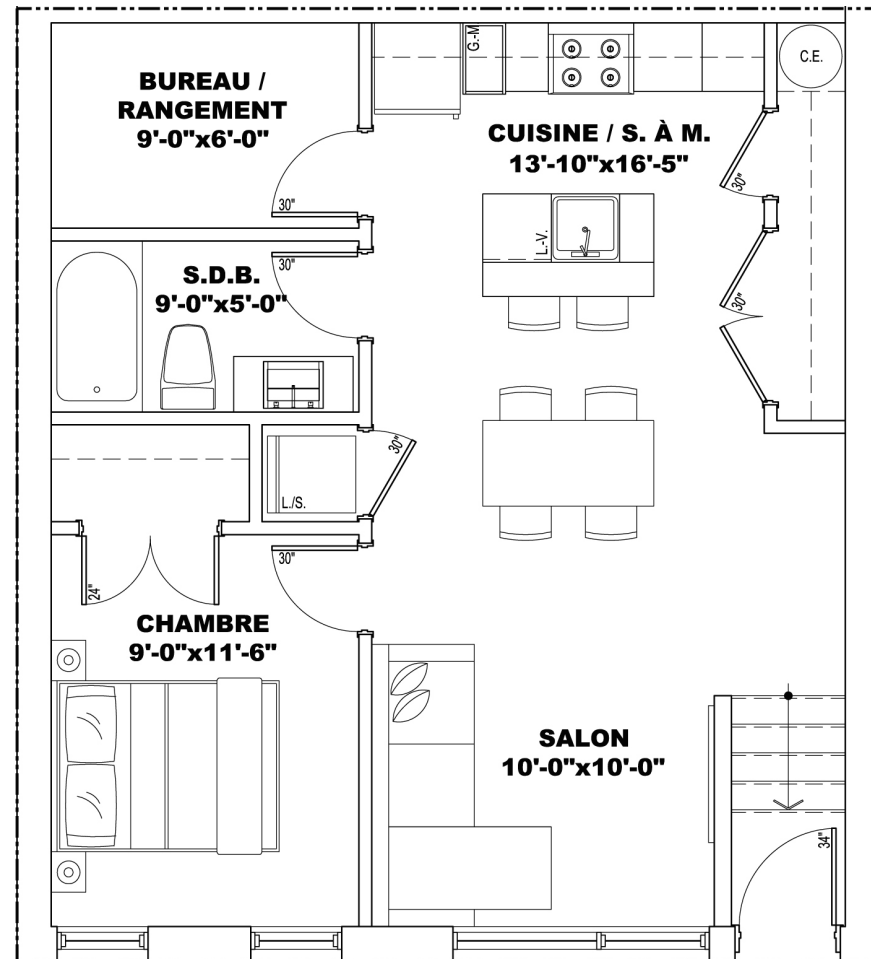 BUREAU /
RANGEMENT
9'-0"x6'-0"
30"
G.-M
C.E.
CUISINE / S. À M.
13'-10"x16'-5"
30"
L.-V.
30"
30"
S.D.B.
9'-0"x5'-0"
30"
L./S.
30"
24"
CHAMBRE
9'-0"x11'-6"
SALON
10'-0"x10'-0"
34"